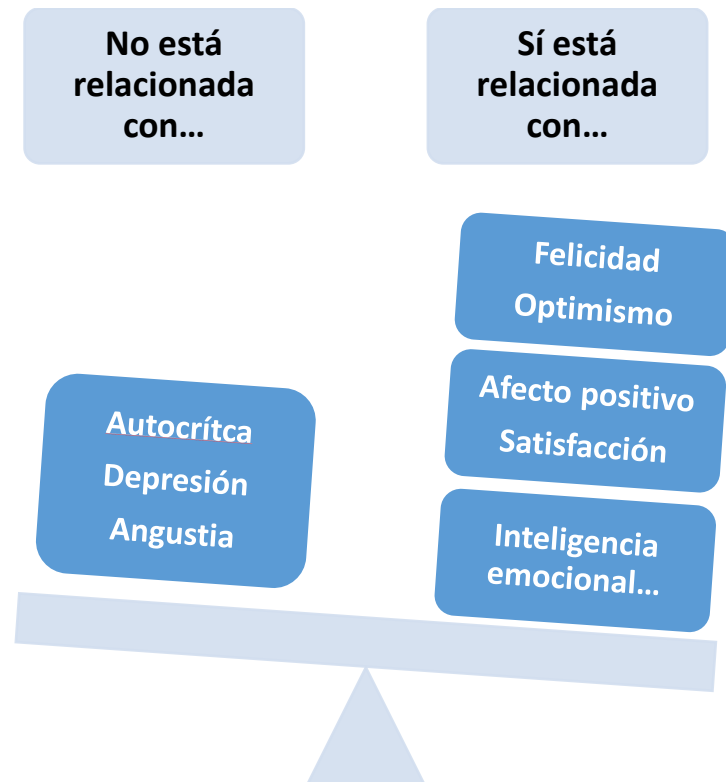 No está
relacionada
con…
Sí está
relacionada
con…
Felicidad
Optimismo
Afecto positivo
Satisfacción
Inteligencia
emocional…
Autocrítca
Depresión
Angustia